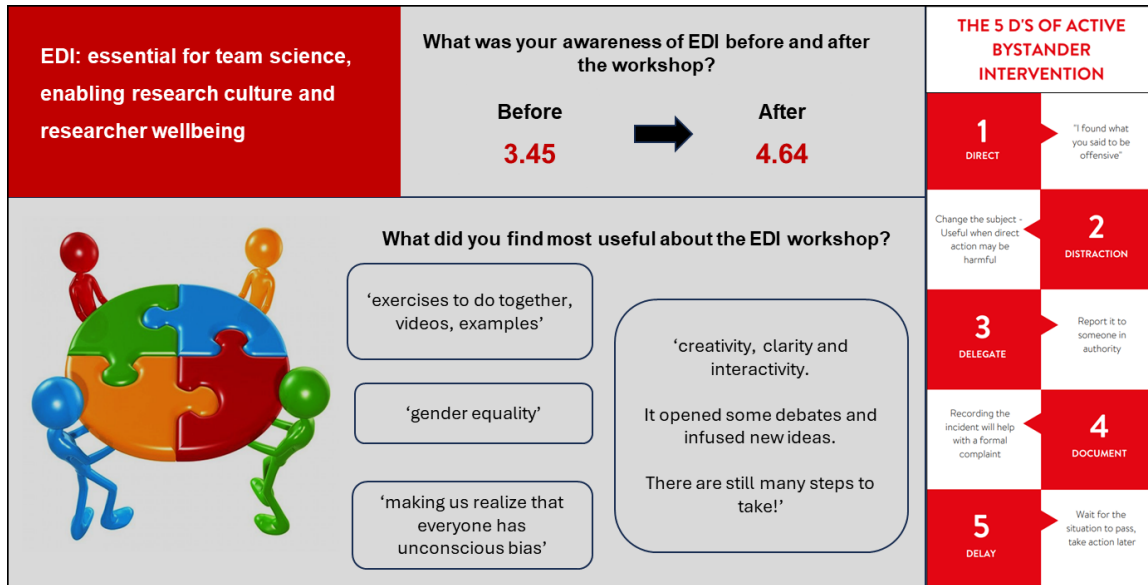 EDI: essential for team science,
enabling research culture and
researcher wellbeing
What was your awareness of EDI before and after
the workshop?
Before
After
3.45
4.64
What did you find most useful about the EDI workshop?
‘exercises to do together,
videos, examples’
‘gender equality’
‘making us realize that
everyone has
unconscious bias’
‘creativity, clarity and
interactivity.
It opened some debates and
infused new ideas.
There are still many steps to
take!’
THE 5 D'S OF ACTIVE
BYSTANDER
INTERVENTION
1
DIRECT
"I found what
you said to be
offensive"
Change the subject -
Useful when direct
action may be
harmful
2
DISTRACTION
3
DELEGATE
Report it to
someone in
authority
Recording the
incident will help
with a formal
complaint
4
DOCUMENT
5
DELAY
Wait for the
situation to pass,
take action later